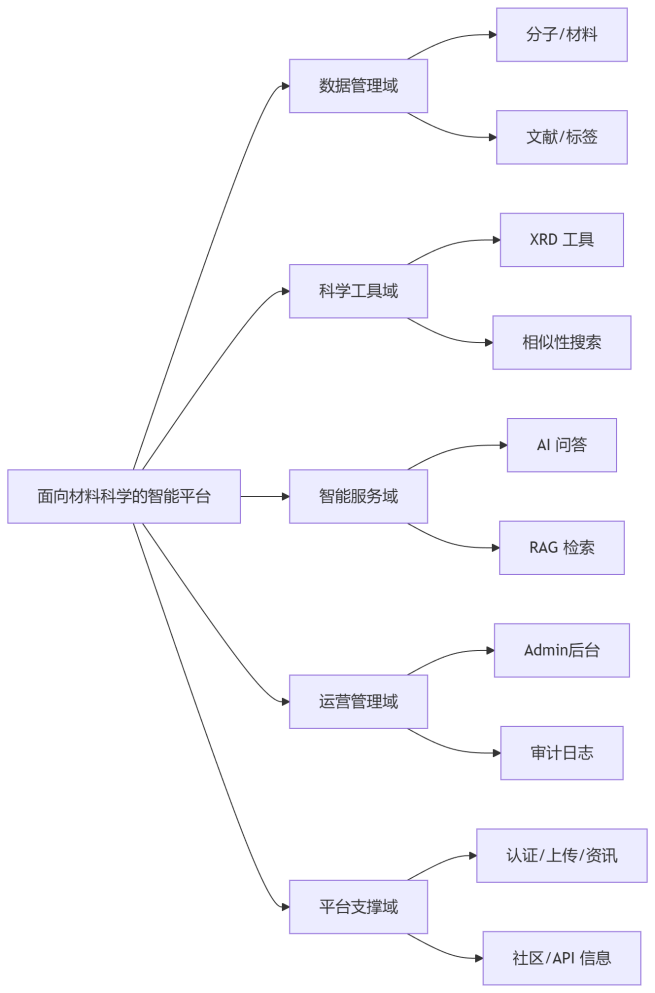 面向材料科学的智能平台
数据管理域
分子/材料
文献/标签
科学工具域
XRD 工具
相似性搜索
智能服务域
AI 问答
RAG 检索
运营管理域
Admin后台
审计日志
平台支撑域
认证/上传/资讯
社区/API 信息